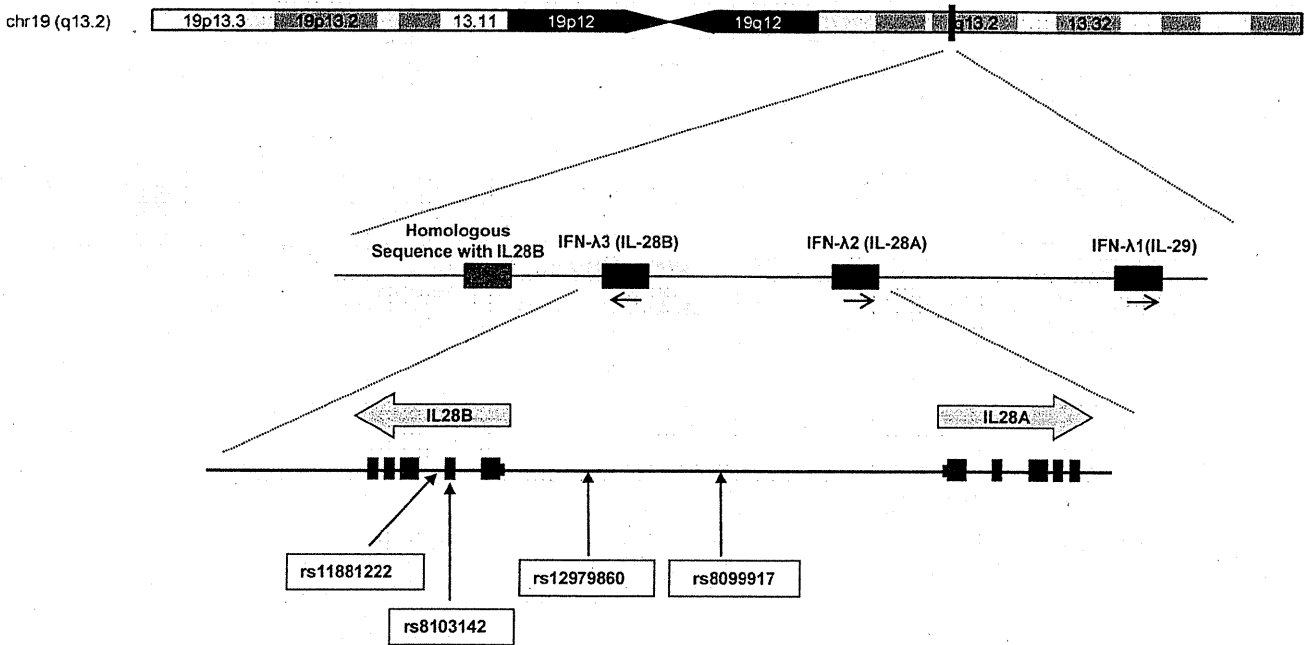 chr19 (q13.2)
19p13.3
19p13.2
13.11
19p12
19q12
q13.2
13.32
Homologous
Sequence with IL28B
IFN-λ3 (IL-28B)
IFN-λ2 (IL-28A)
IFN-λ1(IL-29)
IL28B
IL28A
rs11881222
rs8103142
rs12979860
rs8099917